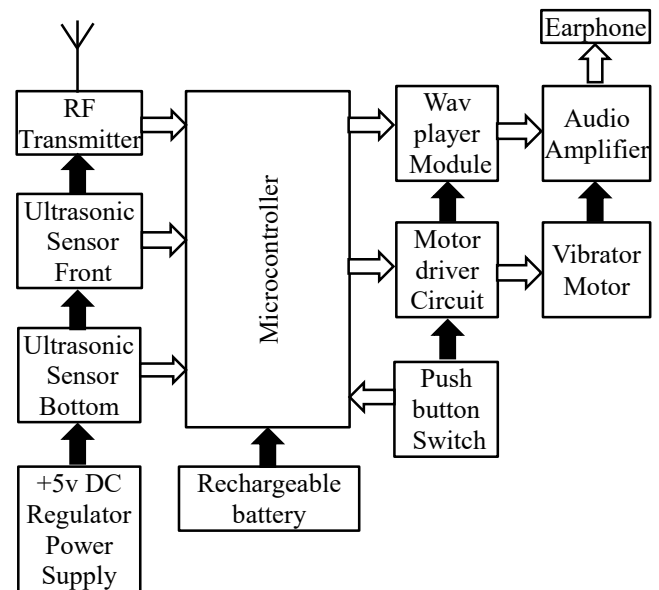 Earphone
RF
Transmitter
Wav
player
Module
Audio
Amplifier
Ultrasonic
Sensor
Front
Microcontroller
Motor
driver
Circuit
Vibrator
Motor
Ultrasonic
Sensor
Bottom
Push
button
Switch
+5v DC
Regulator
Power
Supply
Rechargeable
battery